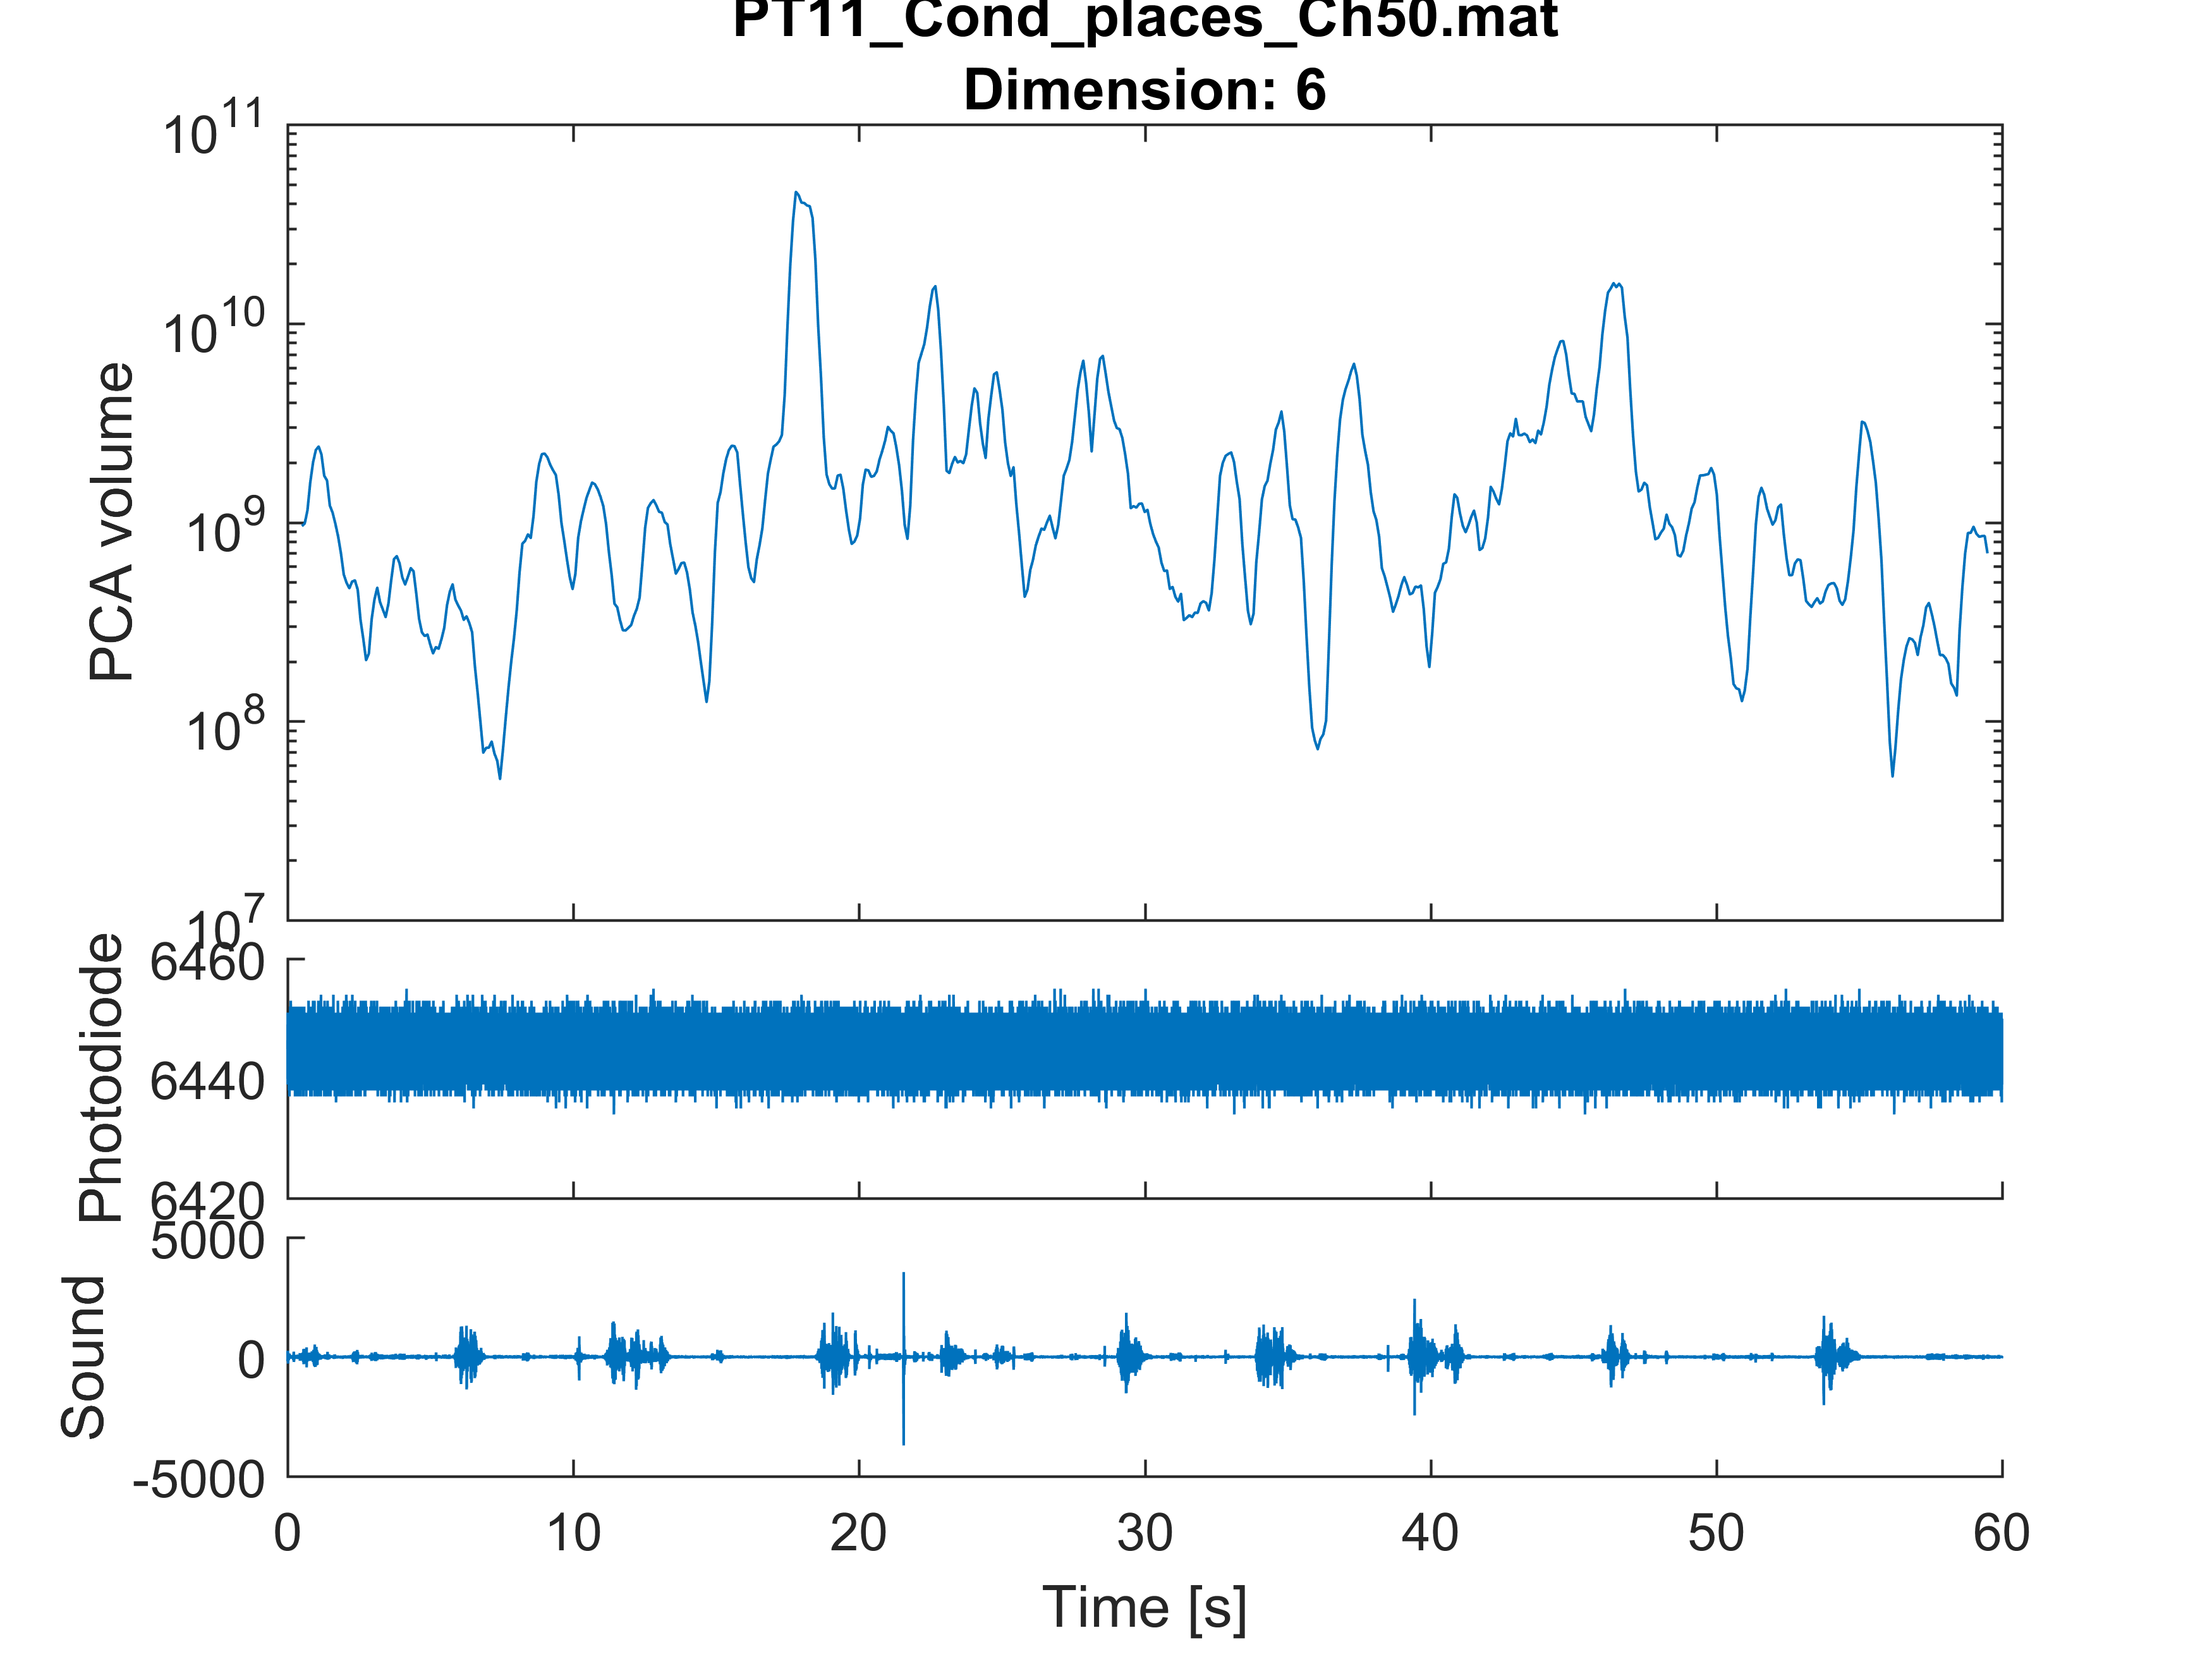 PT11_Cond_places_Ch50.mat
Dimension: 6
10^11
10^10
10^9
10^8
10^7
PCA volume
6460
6440
6420
Photodiode
5000
0
-5000
Sound
0 10 20 30 40 50 60
Time [s]